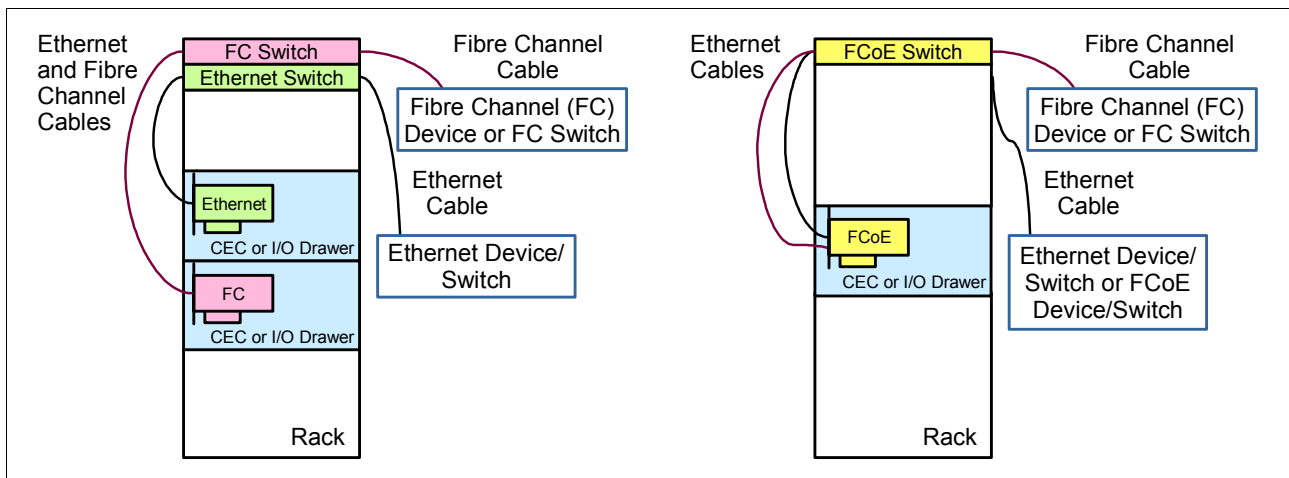 Ethernet
and Fibre
Channel
Cables
FC Switch
Ethernet Switch
Fibre Channel
Cable
Fibre Channel (FC)
Device or FC Switch
Ethernet
CEC or I/O Drawer
Ethernet
Cable
Ethernet Device/
Switch
FC
CEC or I/O Drawer
Rack
Ethernet
Cables
FCoE Switch
Fibre Channel
Cable
Fibre Channel (FC)
Device or FC Switch
Ethernet
Cable
FCoE
CEC or I/O Drawer
Ethernet Device/
Switch or FCoE
Device/Switch
Rack